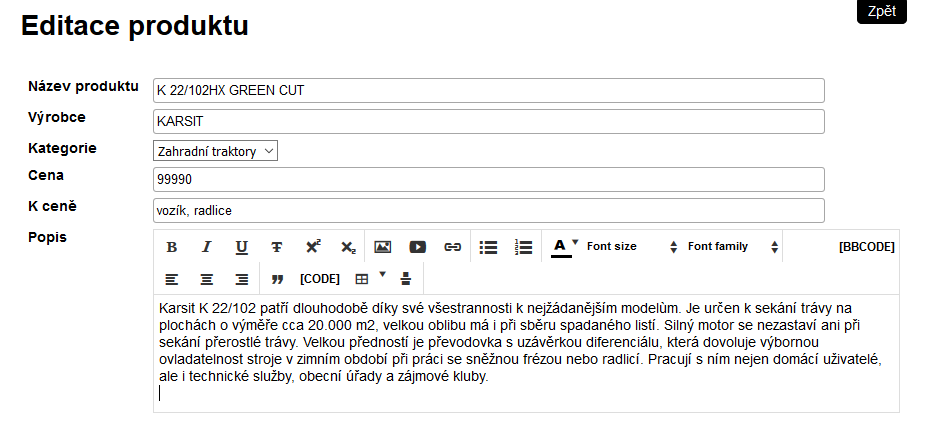 Zpět
Editace produktu
Název produktu K 22/102HX GREEN CUT
Výrobce KARSIT
Kategorie Zahradní traktory
Cena 99990
K ceně vozík, radlice
Popis
B I U T X2 X2 A Font size Font family [BBCODE]
[CODE]
Karsit K 22/102 patří dlouhodobě díky své všestrannosti k nejžádanějším modelům. Je určen k sekání trávy na
plochách o výměře cca 20.000 m2, velkou oblibu má i při sběru spadaného listí. Silný motor se nezastaví ani při
sekání přerostlé trávy. Velkou předností je převodovka s uzávěrkou diferenciálu, která dovoluje výbornou
ovladatelnost stroje v zimním období při práci se sněžnou frézou nebo radlicí. Pracují s ním nejen domácí uživatelé,
ale i technické služby, obecní úřady a zájmové kluby.